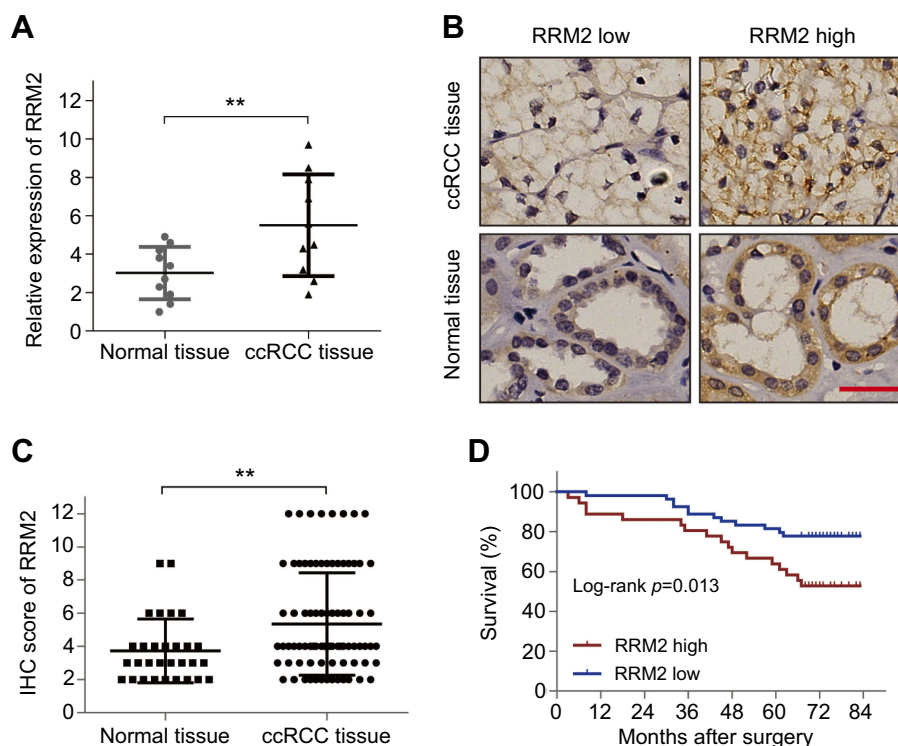 A
Relative expression of RRM2
12
10
8
6
4
2
0
**
Normal tissue
ccRCC tissue
B
RRM2 low
RRM2 high
ccRCC tissue
Normal tissue
C
IHC score of RRM2
12
10
8
6
4
2
0
**
Normal tissue
ccRCC tissue
D
Survival (%)
100
80
60
40
20
0
Log-rank p=0.013
RRM2 high
RRM2 low
0 12 24 36 48 60 72 84
Months after surgery